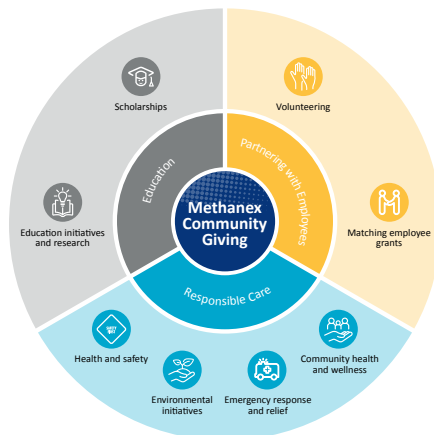 Scholarships
Volunteering
Education
Partnering with Employees
Methanex
Community
Giving
Education initiatives
and research
Matching employee
grants
Responsible Care
Health and safety
Community health
and wellness
Environmental
initiatives
Emergency response
and relief